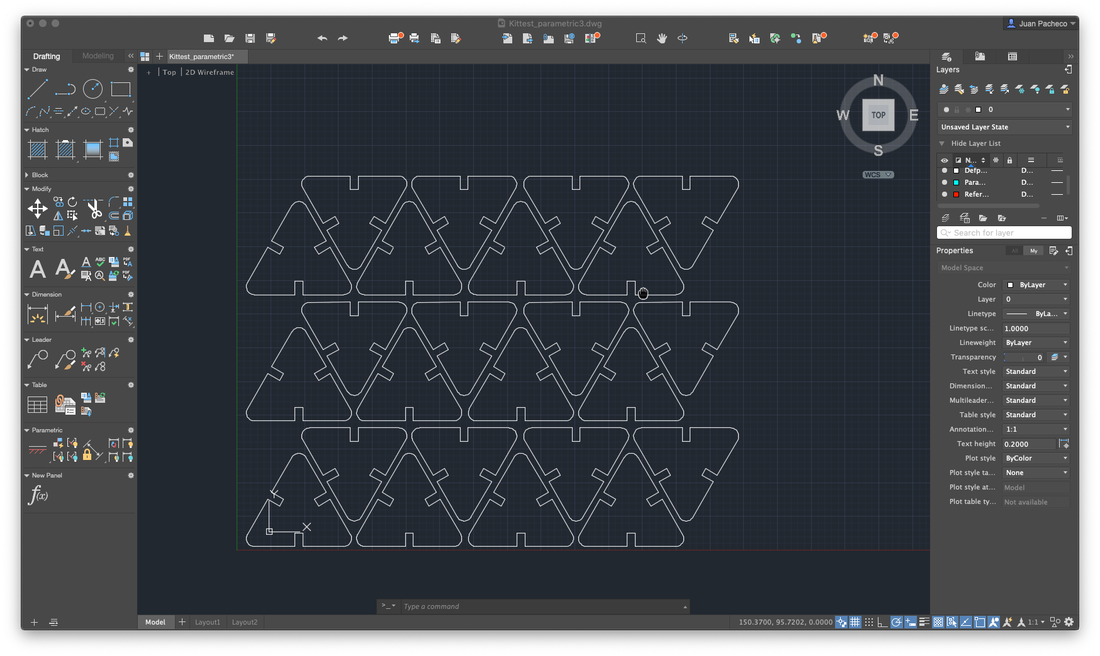 Kittest_parametric3.dwg
Juan Pacheco
Drafting
Modeling
Kittest_parametric3*
+ | Top | 2D Wireframe
Draw
Hatch
Block
Modify
Text
A
Dimension
Leader
Table
Parametric
New Panel
f(x)
N
W
TOP
E
S
WCS
Y
X
>_ Type a command
Model
Layout1
Layout2
150.3700, 95.7202, 0.0000
1:1
Layers
0
Unsaved Layer State
Hide Layer List
N...
Defp... D...
Para... D...
Refer... D...
Search for layer
Properties
My
Model Space
Color ByLayer
Layer 0
Linetype ByLa...
Linetype sc... 1.0000
Lineweight ByLayer
Transparency 0
Text style Standard
Dimension... Standard
Multileader... Standard
Table style Standard
Annotation... 1:1
Text height 0.2000
Plot style ByColor
Plot style ta... None
Plot style at... Model
Plot table ty... Not available